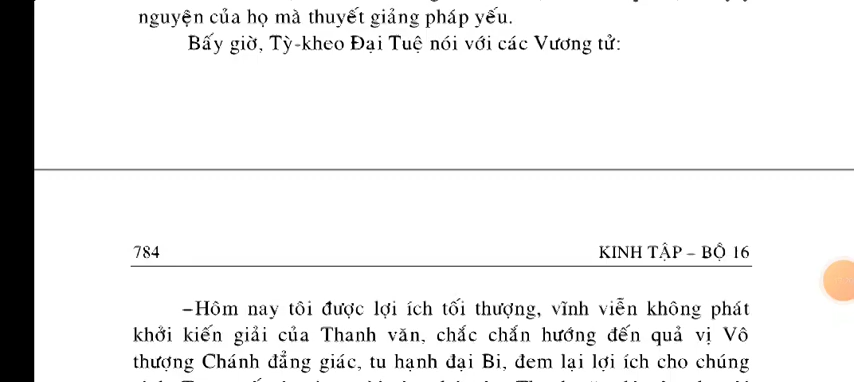 nguyện của họ mà thuyết giảng pháp yếu.
Bấy giờ, Tỳ-kheo Đại Tuệ nói với các Vương tử:
784 KINH TẬP – BỘ 16
–Hôm nay tôi được lợi ích tối thượng, vĩnh viễn không phát
khởi kiến giải của Thanh văn, chắc chắn hướng đến quả vị Vô
thượng Chánh đẳng giác, tu hạnh đại Bi, đem lại lợi ích cho chúng